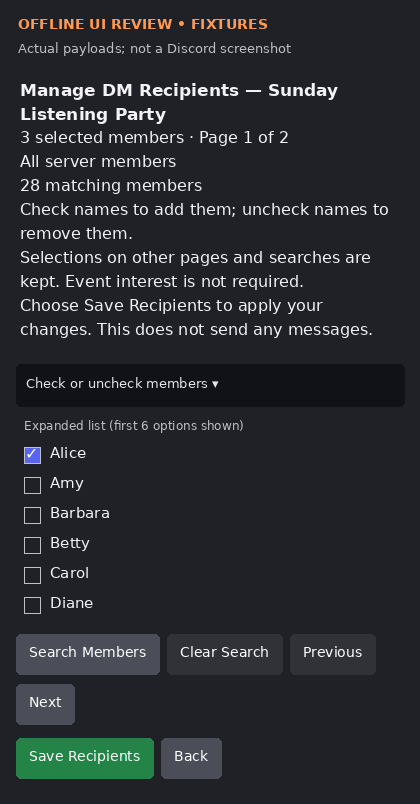 OFFLINE UI REVIEW • FIXTURES
Actual payloads; not a Discord screenshot
Manage DM Recipients — Sunday
Listening Party
3 selected members · Page 1 of 2
All server members
28 matching members
Check names to add them; uncheck names to
remove them.
Selections on other pages and searches are
kept. Event interest is not required.
Choose Save Recipients to apply your
changes. This does not send any messages.
Check or uncheck members ▾
Expanded list (first 6 options shown)
Alice
Amy
Barbara
Betty
Carol
Diane
Search Members Clear Search Previous
Next
Save Recipients Back